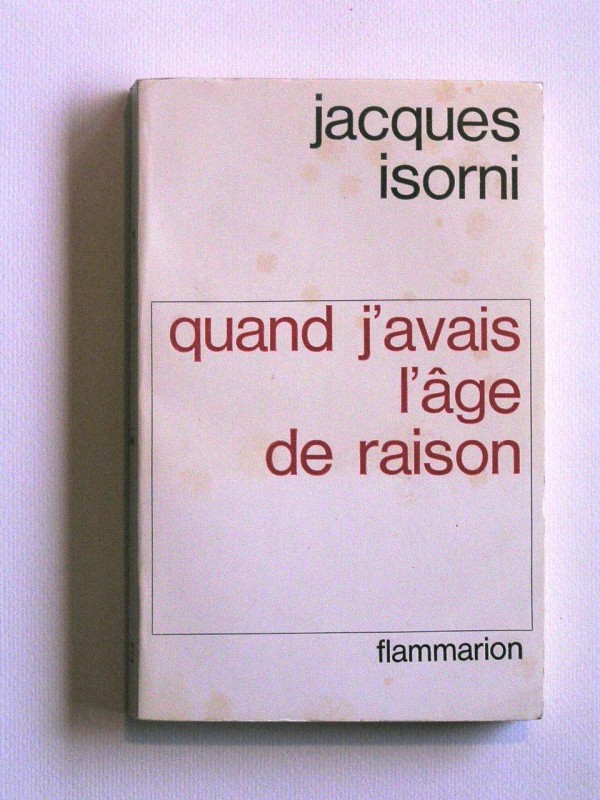 jacques
isorni
quand j'avais
l'âge
de raison
flammarion